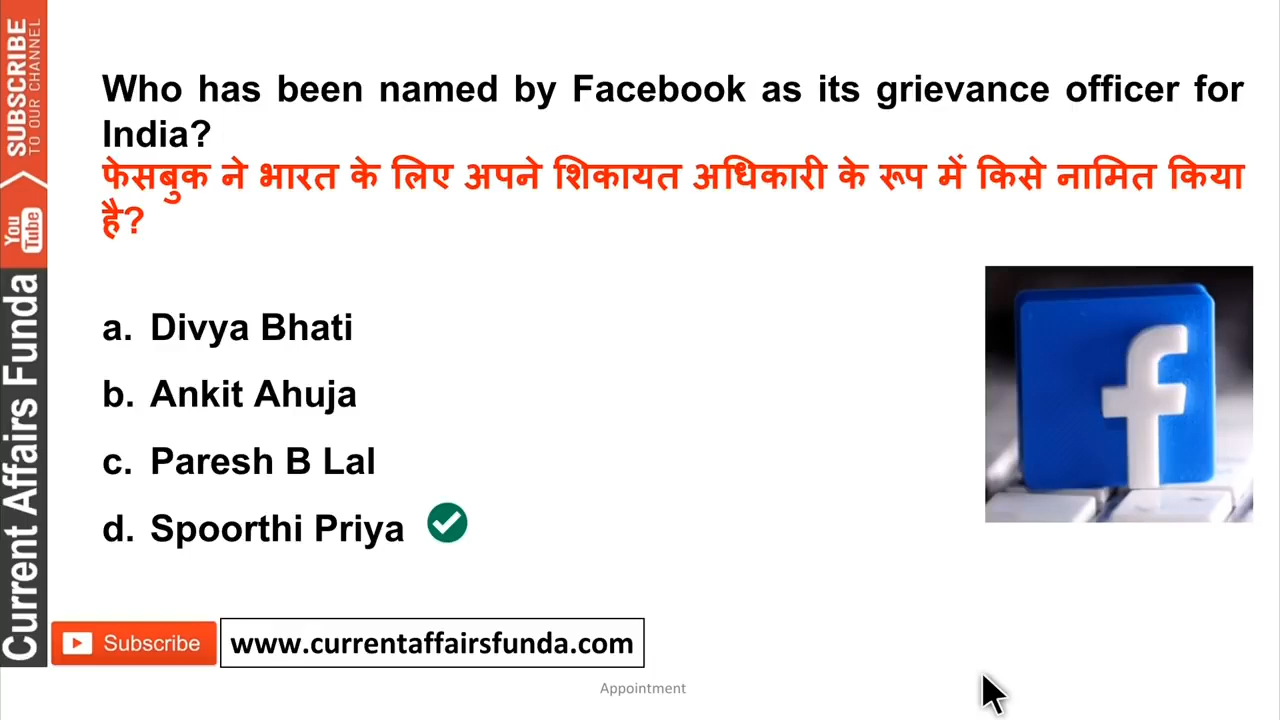 SUBSCRIBE
TO OUR CHANNEL
You
Tube
Current Affairs Funda
Who has been named by Facebook as its grievance officer for
India?
फेसबुक ने भारत के लिए अपने शिकायत अधिकारी के रूप में किसे नामित किया
है?
a. Divya Bhati
b. Ankit Ahuja
c. Paresh B Lal
d. Spoorthi Priya
f
Subscribe
www.currentaffairsfunda.com
Appointment